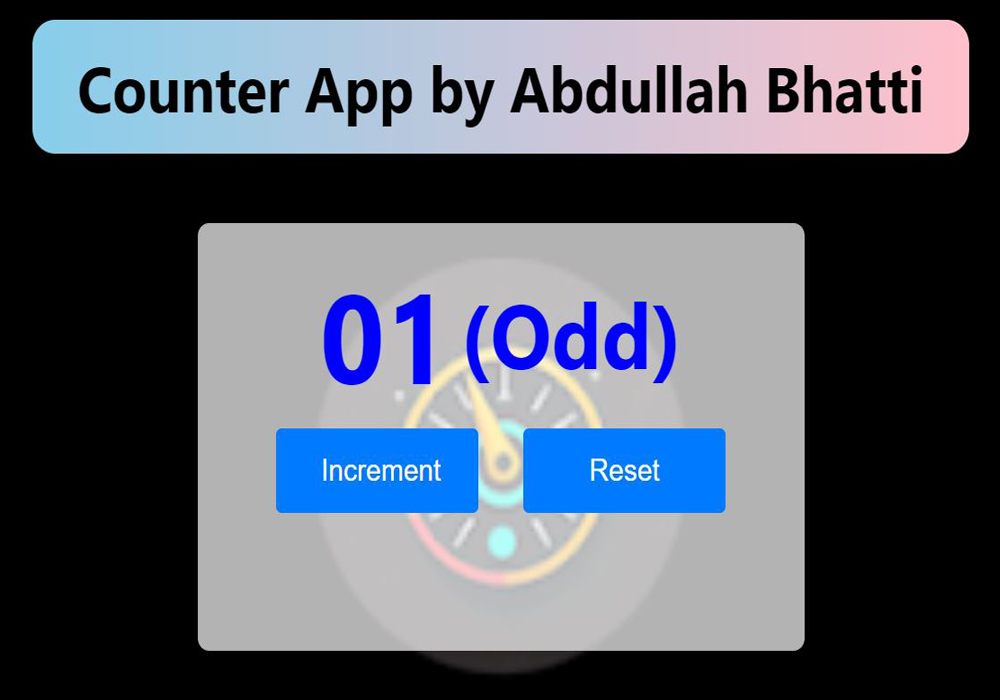 Counter App by Abdullah Bhatti
01 (Odd)
Increment Reset